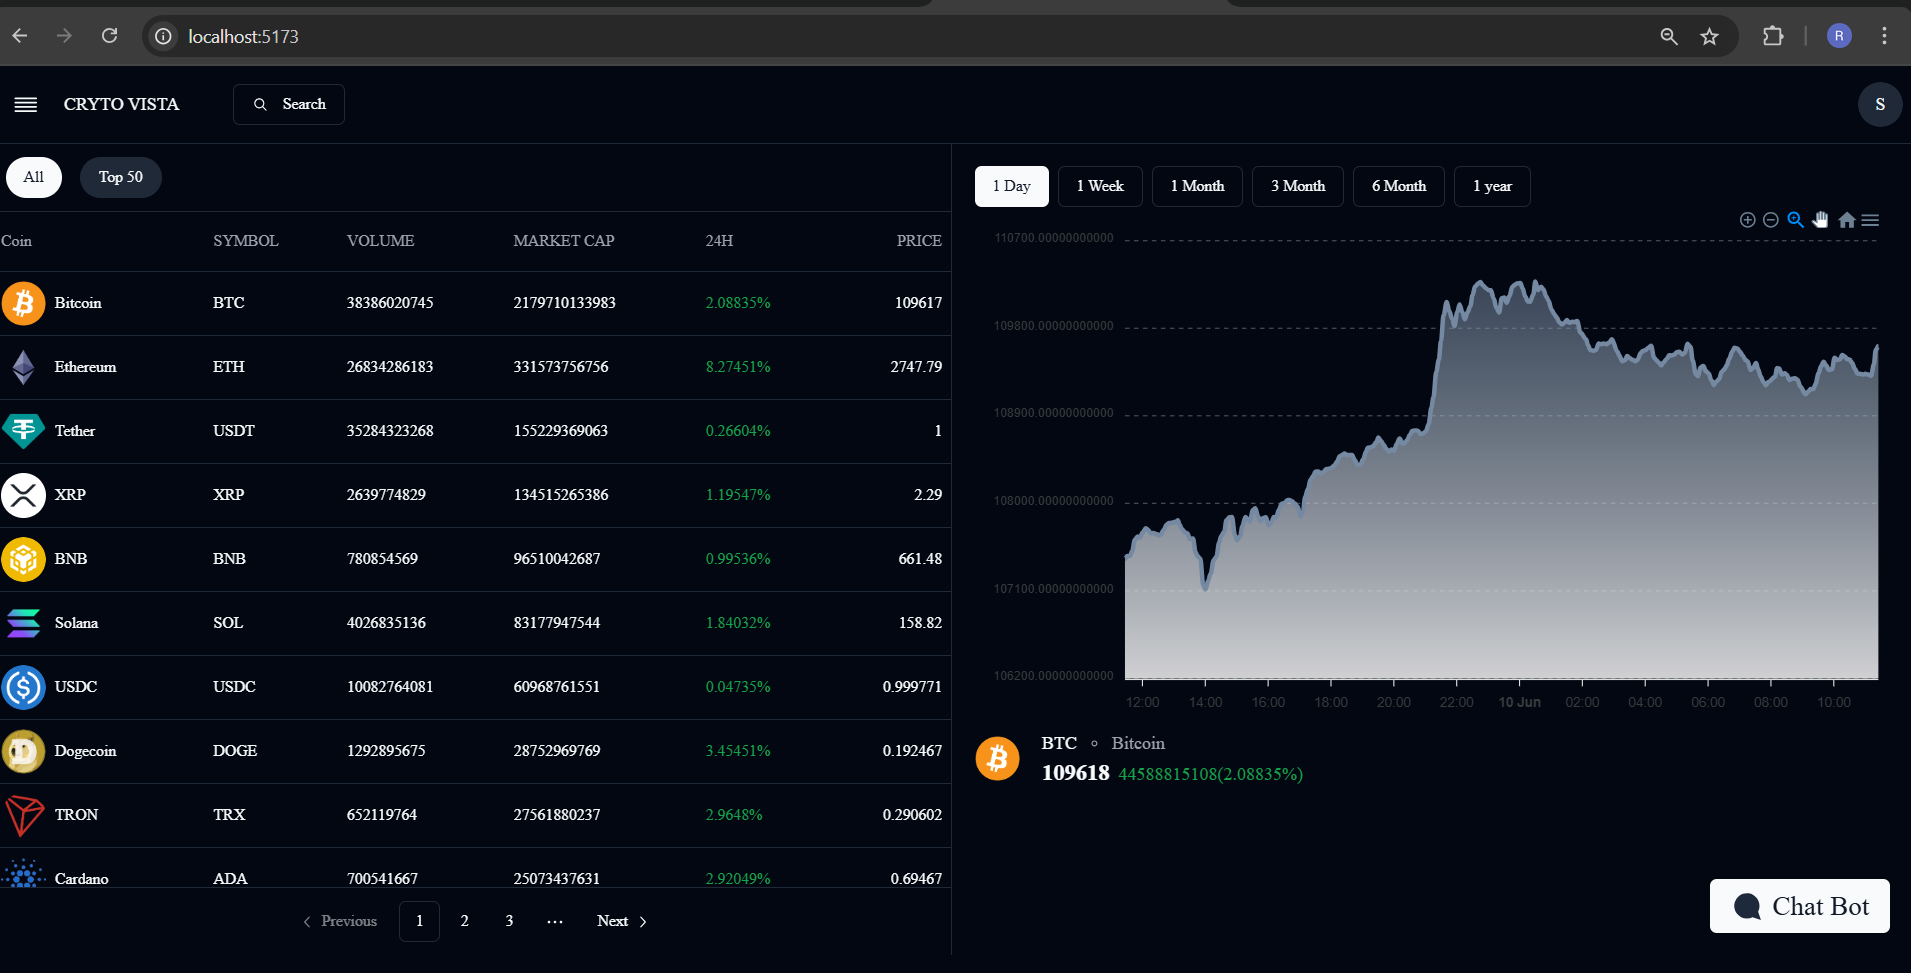 localhost:5173
R
CRYTO VISTA
Search
S
All
Top 50
Coin SYMBOL VOLUME MARKET CAP 24H PRICE
Bitcoin BTC 38386020745 2179710133983 2.08835% 109617
Ethereum ETH 26834286183 331573756756 8.27451% 2747.79
Tether USDT 35284323268 155229369063 0.26604% 1
XRP XRP 2639774829 134515265386 1.19547% 2.29
BNB BNB 780854569 96510042687 0.99536% 661.48
Solana SOL 4026835136 83177947544 1.84032% 158.82
USDC USDC 10082764081 60968761551 0.04735% 0.999771
Dogecoin DOGE 1292895675 28752969769 3.45451% 0.192467
TRON TRX 652119764 27561880237 2.9648% 0.290602
Cardano ADA 700541667 25073437631 2.92049% 0.69467
Previous 1 2 3 ... Next
1 Day 1 Week 1 Month 3 Month 6 Month 1 year
110700.00000000000
109800.00000000000
108900.00000000000
108000.00000000000
107100.00000000000
106200.00000000000
12:00 14:00 16:00 18:00 20:00 22:00 10 Jun 02:00 04:00 06:00 08:00 10:00
BTC Bitcoin
109618 44588815108(2.08835%)
Chat Bot